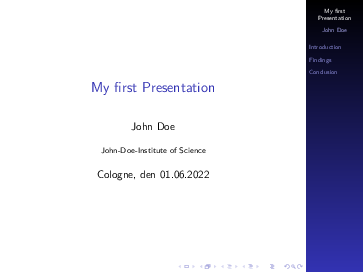 My first Presentation
John Doe
John-Doe-Institute of Science
Cologne, den 01.06.2022
My first
Presentation
John Doe
Introduction
Findings
Conclusion